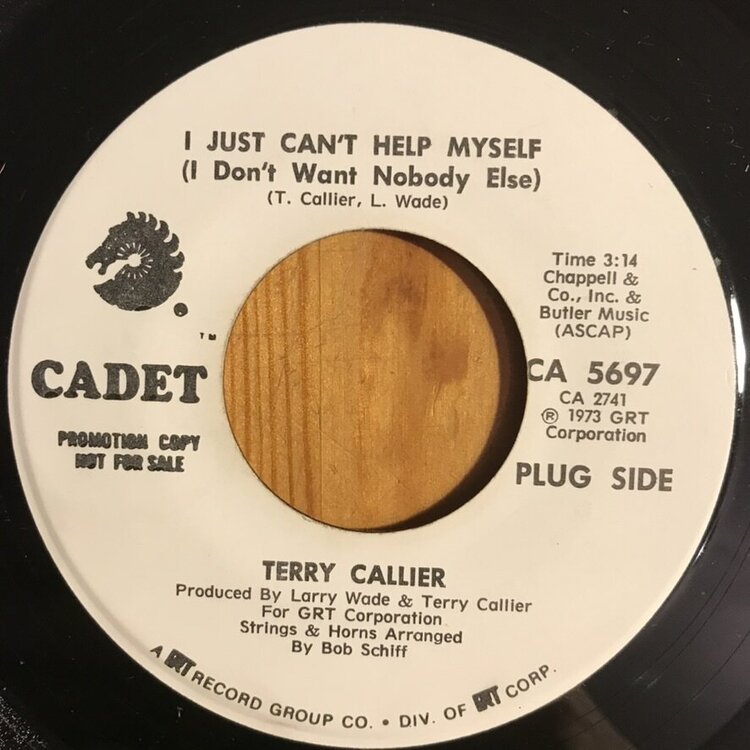 I JUST CAN'T HELP MYSELF
(I Don't Want Nobody Else)
(T. Callier, L. Wade)
TM
CADET
PROMOTION COPY
NOT FOR SALE
Time 3:14
Chappell &
Co., Inc. &
Butler Music
(ASCAP)
CA 5697
CA 2741
Ⓟ 1973 GRT
Corporation
PLUG SIDE
TERRY CALLIER
Produced By Larry Wade & Terry Callier
For GRT Corporation
Strings & Horns Arranged
By Bob Schiff
A GRT RECORD GROUP CO. • DIV. OF GRT CORP.